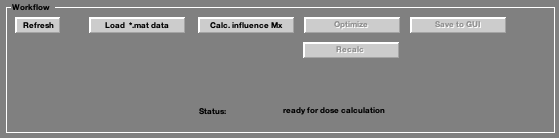 Workflow
Refresh Load *.mat data Calc. influence Mx Optimize Save to GUI
Recalc
Status: ready for dose calculation